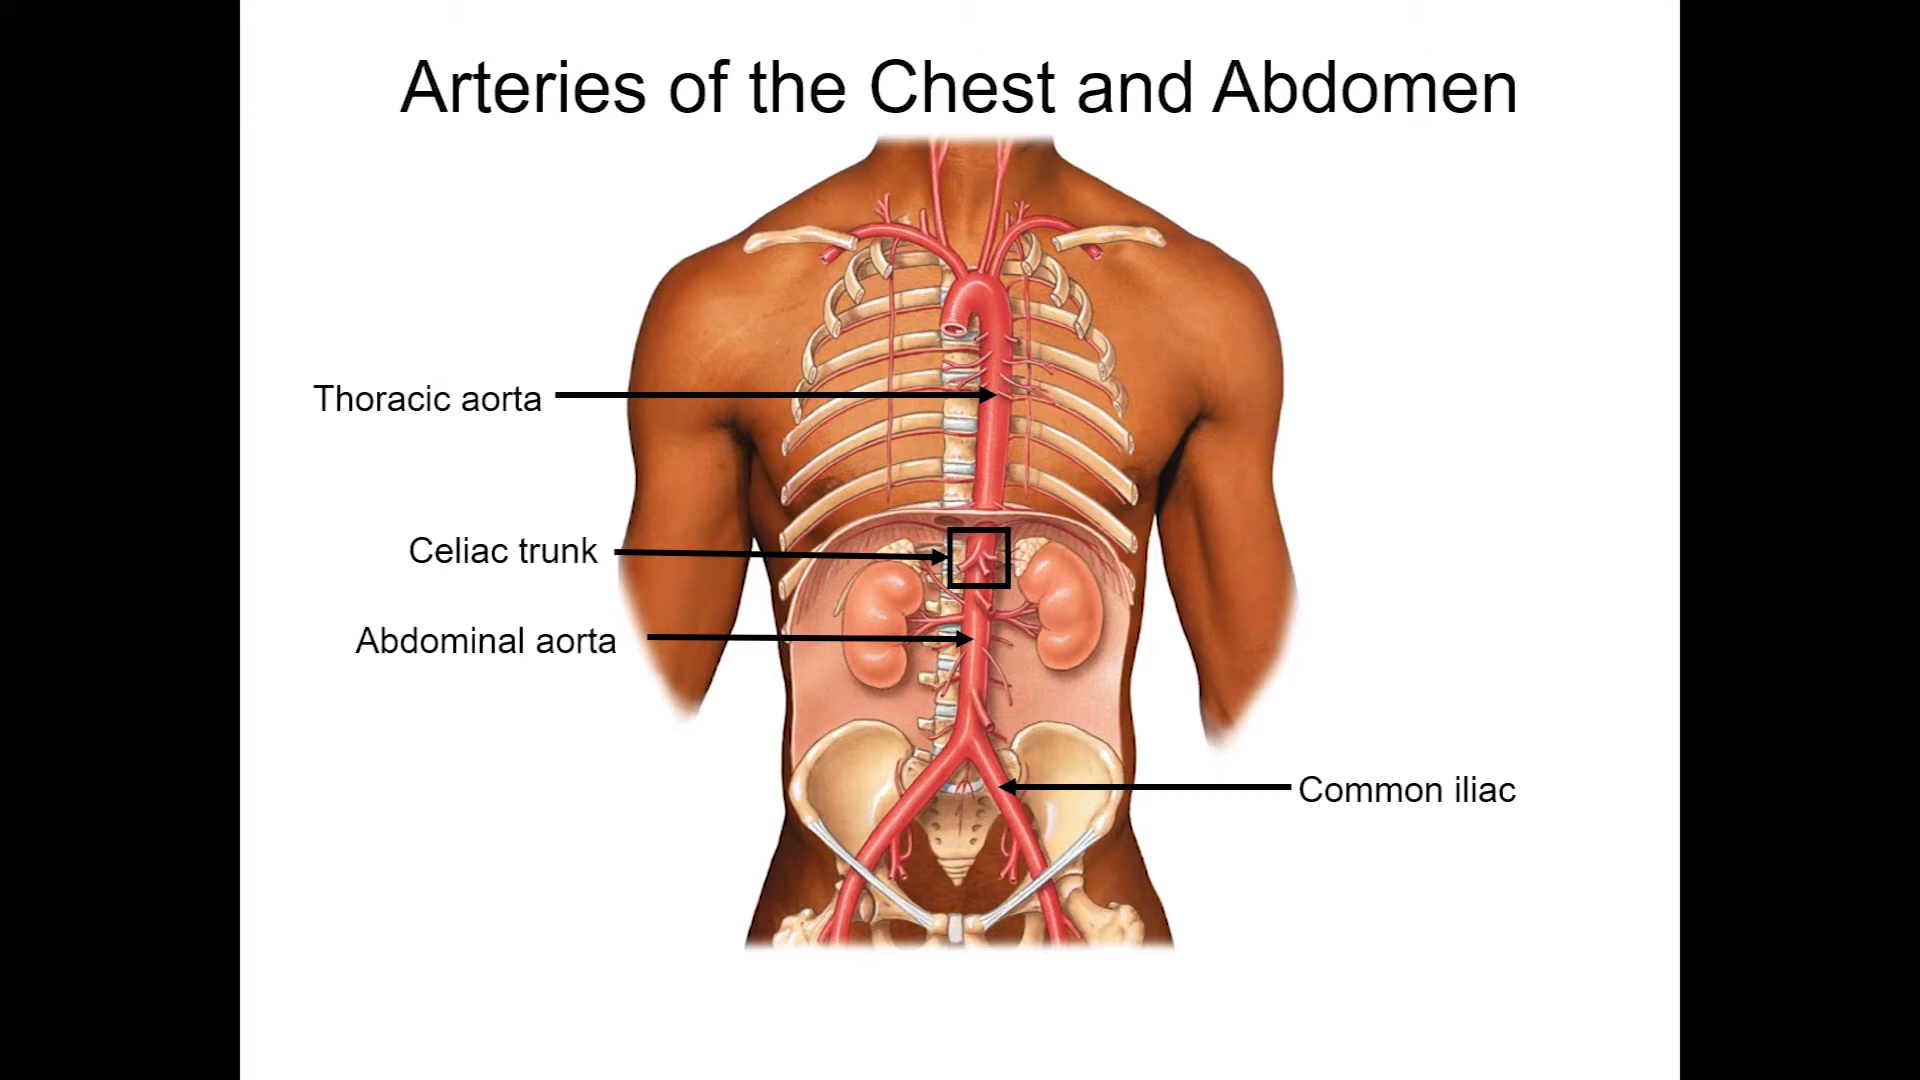 Arteries of the Chest and Abdomen
Thoracic aorta
Celiac trunk
Abdominal aorta
Common iliac